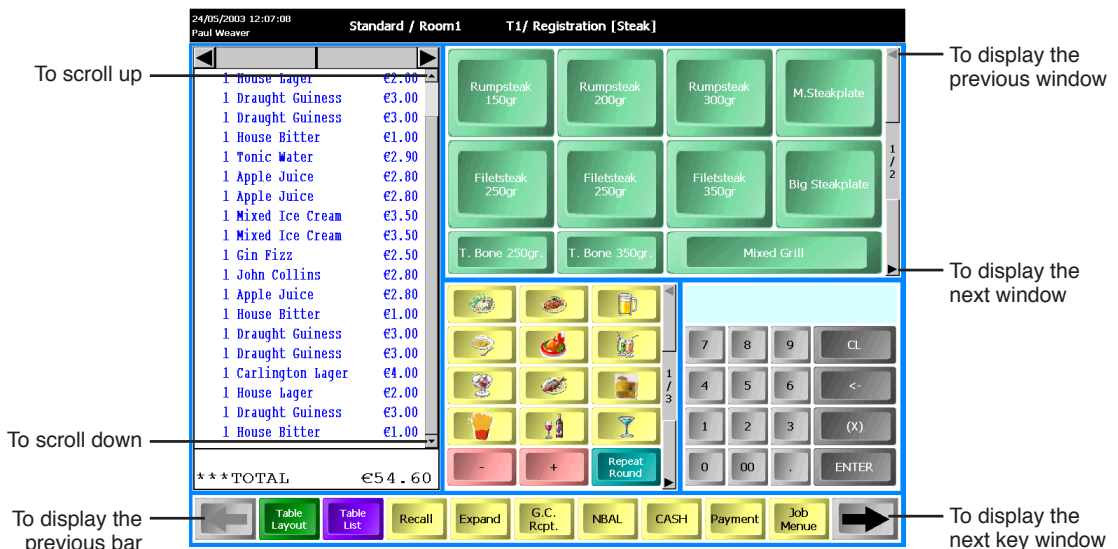 24/05/2003 12:07:08
Paul Weaver
Standard / Room1
T1/ Registration [Steak]
To scroll up
To display the
previous window
1 House Lager €2.00
1 Draught Guiness €3.00
1 Draught Guiness €3.00
1 House Bitter €1.00
1 Tonic Water €2.90
1 Apple Juice €2.80
1 Apple Juice €2.80
1 Mixed Ice Cream €3.50
1 Mixed Ice Cream €3.50
1 Gin Fizz €2.50
1 John Collins €2.80
1 Apple Juice €2.80
1 House Bitter €1.00
1 Draught Guiness €3.00
1 Draught Guiness €3.00
1 Carlington Lager €4.00
1 House Lager €2.00
1 Draught Guiness €3.00
1 House Bitter €1.00
To scroll down
***TOTAL €54.60
Rumpsteak
150gr
Rumpsteak
200gr
Rumpsteak
300gr
M.Steakplate
Filetsteak
250gr
Filetsteak
250gr
Filetsteak
350gr
Big Steakplate
T. Bone 250gr.
T. Bone 350gr.
Mixed Grill
1
/
2
To display the
next window
1
/
3
- + Repeat
Round
7 8 9 CL
4 5 6 <-
1 2 3 (X)
0 00 . ENTER
To display the
previous bar
Table
Layout
Table
List
Recall
Expand
G.C.
Rcpt.
NBAL
CASH
Payment
Job
Menue
To display the
next key window